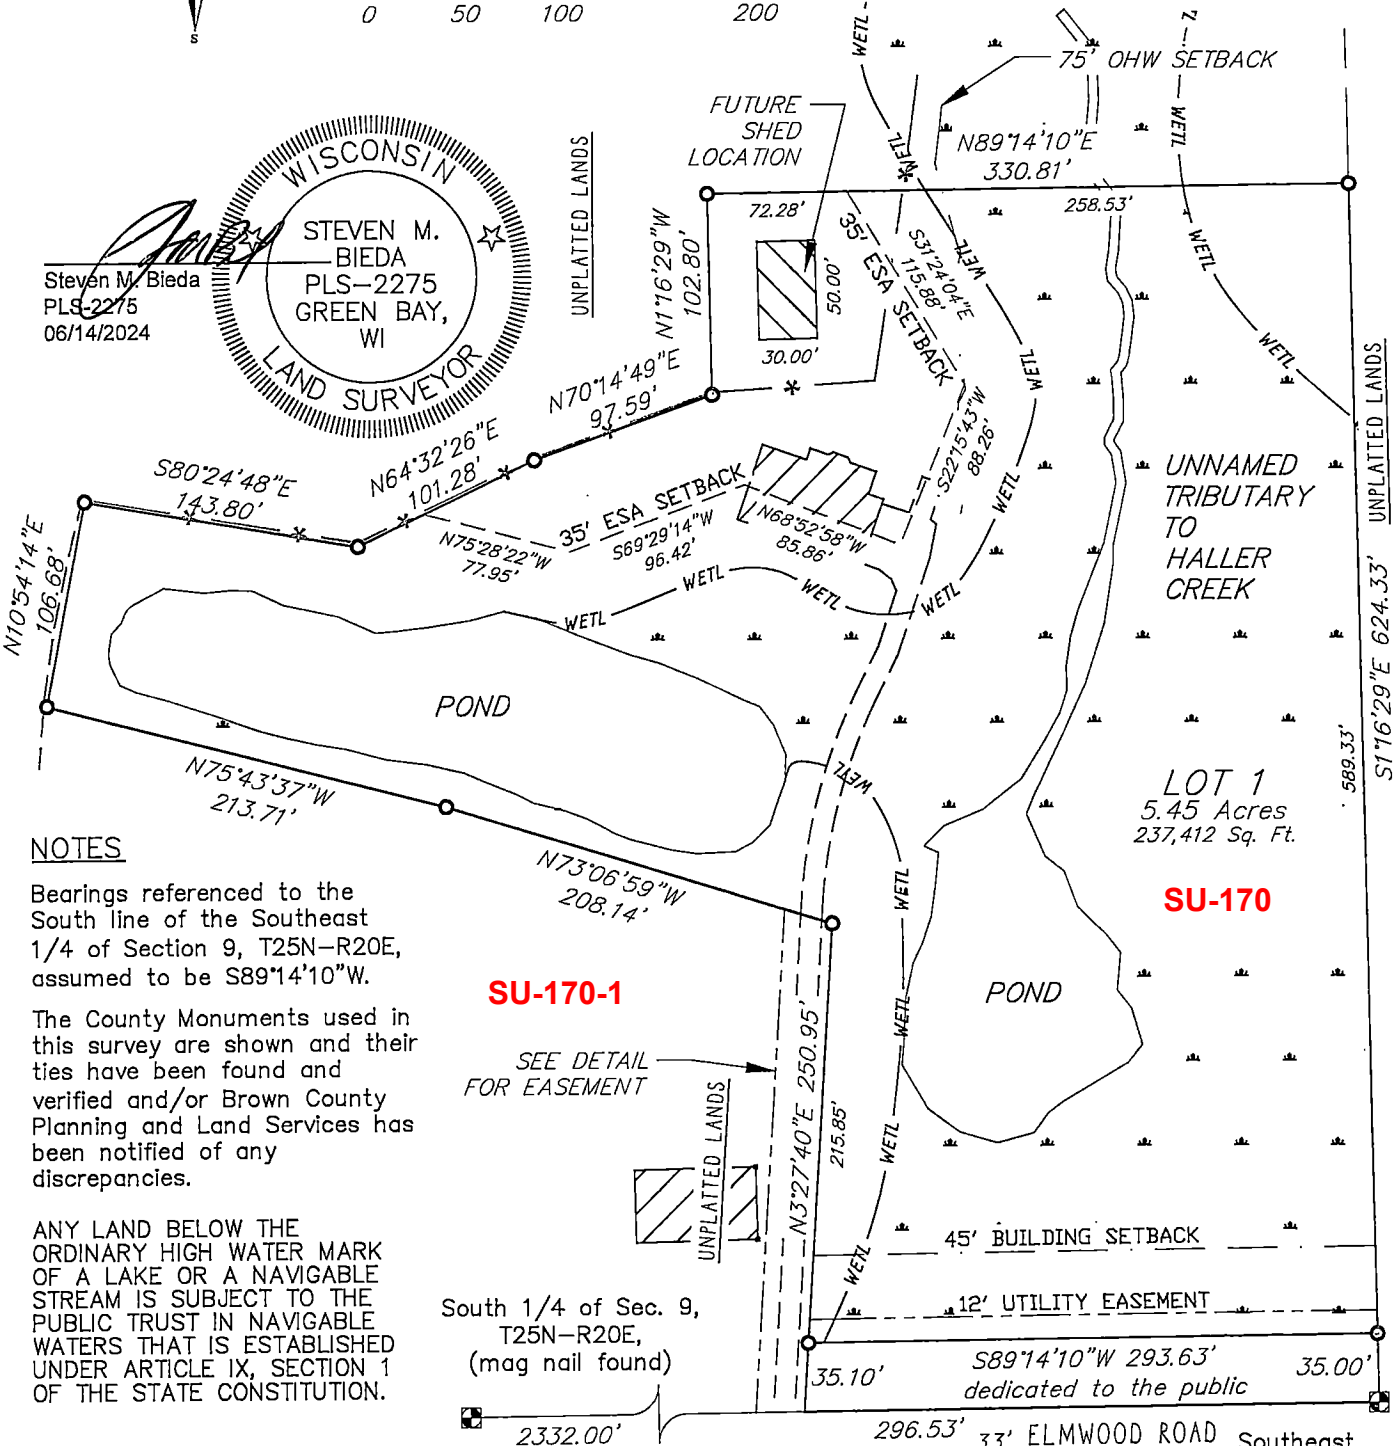 S
0 50 100 200
WETL
75' OHW SETBACK
FUTURE
SHED
LOCATION
WETL
WETL
N89°14'10"E
330.81'
72.28'
258.53'
UNPLATTED LANDS
WISCONSIN
STEVEN M.
BIEDA
PLS-2275
GREEN BAY,
WI
LAND SURVEYOR
Steven M. Bieda
PLS-2275
06/14/2024
N1°16'29"W
102.80'
50.00'
30.00'
35' ESA SETBACK
S31°24'04"E
115.88'
WETL
WETL
WETL
WETL
UNPLATTED LANDS
N70°14'49"E
97.59'
N64°32'26"E
101.28'
S80°24'48"E
143.80'
N10°54'14"E
106.68'
S22°15'43"W
88.26'
WETL
35' ESA SETBACK
N75°28'22"W
77.95'
S69°29'14"W
96.42'
N68°52'58"W
85.86'
UNNAMED
TRIBUTARY
TO
HALLER
CREEK
WETL
WETL
WETL
WETL
S1°16'29"E 624.33'
589.33'
POND
WETL
LOT 1
5.45 Acres
237,412 Sq. Ft.
N75°43'37"W
213.71'
N73°06'59"W
208.14'
WETL
SU-170
NOTES
Bearings referenced to the
South line of the Southeast
1/4 of Section 9, T25N-R20E,
assumed to be S89°14'10"W.
The County Monuments used in
this survey are shown and their
ties have been found and
verified and/or Brown County
Planning and Land Services has
been notified of any
discrepancies.
ANY LAND BELOW THE
ORDINARY HIGH WATER MARK
OF A LAKE OR A NAVIGABLE
STREAM IS SUBJECT TO THE
PUBLIC TRUST IN NAVIGABLE
WATERS THAT IS ESTABLISHED
UNDER ARTICLE IX, SECTION 1
OF THE STATE CONSTITUTION.
SU-170-1
POND
WETL
SEE DETAIL
FOR EASEMENT
UNPLATTED LANDS
N3°27'40"E 250.95'
215.85'
WETL
WETL
45' BUILDING SETBACK
12' UTILITY EASEMENT
South 1/4 of Sec. 9,
T25N-R20E,
(mag nail found)
35.10'
S89°14'10"W 293.63'
dedicated to the public
35.00'
2332.00'
296.53'
33' ELMWOOD ROAD
Southeast